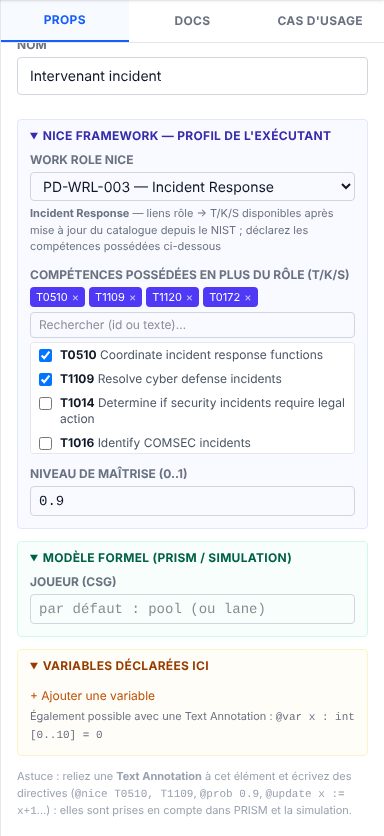 PROPS DOCS CAS D'USAGE
NOM
Intervenant incident
▼ NICE FRAMEWORK — PROFIL DE L'EXÉCUTANT
WORK ROLE NICE
PD-WRL-003 — Incident Response
Incident Response — liens rôle → T/K/S disponibles après
mise à jour du catalogue depuis le NIST ; déclarez les
compétences possédées ci-dessous
COMPÉTENCES POSSÉDÉES EN PLUS DU RÔLE (T/K/S)
T0510 × T1109 × T1120 × T0172 ×
Rechercher (id ou texte)...
T0510 Coordinate incident response functions
T1109 Resolve cyber defense incidents
T1014 Determine if security incidents require legal
action
T1016 Identify COMSEC incidents
NIVEAU DE MAÎTRISE (0..1)
0.9
▼ MODÈLE FORMEL (PRISM / SIMULATION)
JOUEUR (CSG)
par défaut : pool (ou lane)
▼ VARIABLES DÉCLARÉES ICI
+ Ajouter une variable
Également possible avec une Text Annotation : @var x : int
[0..10] = 0
Astuce : reliez une Text Annotation à cet élément et écrivez des
directives (@nice T0510, T1109, @prob 0.9, @update x :=
x+1…) : elles sont prises en compte dans PRISM et la simulation.